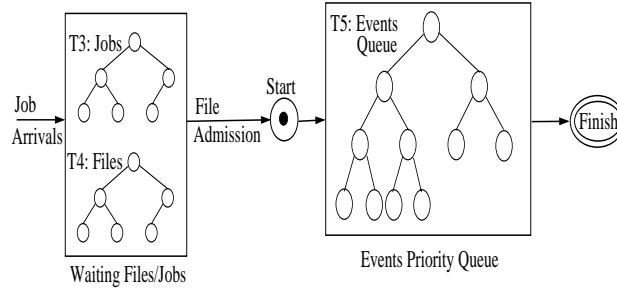 T3: Jobs
Job
Arrivals
T4: Files
Waiting Files/Jobs
File
Admission
Start
T5: Events
Queue
Events Priority Queue
Finish